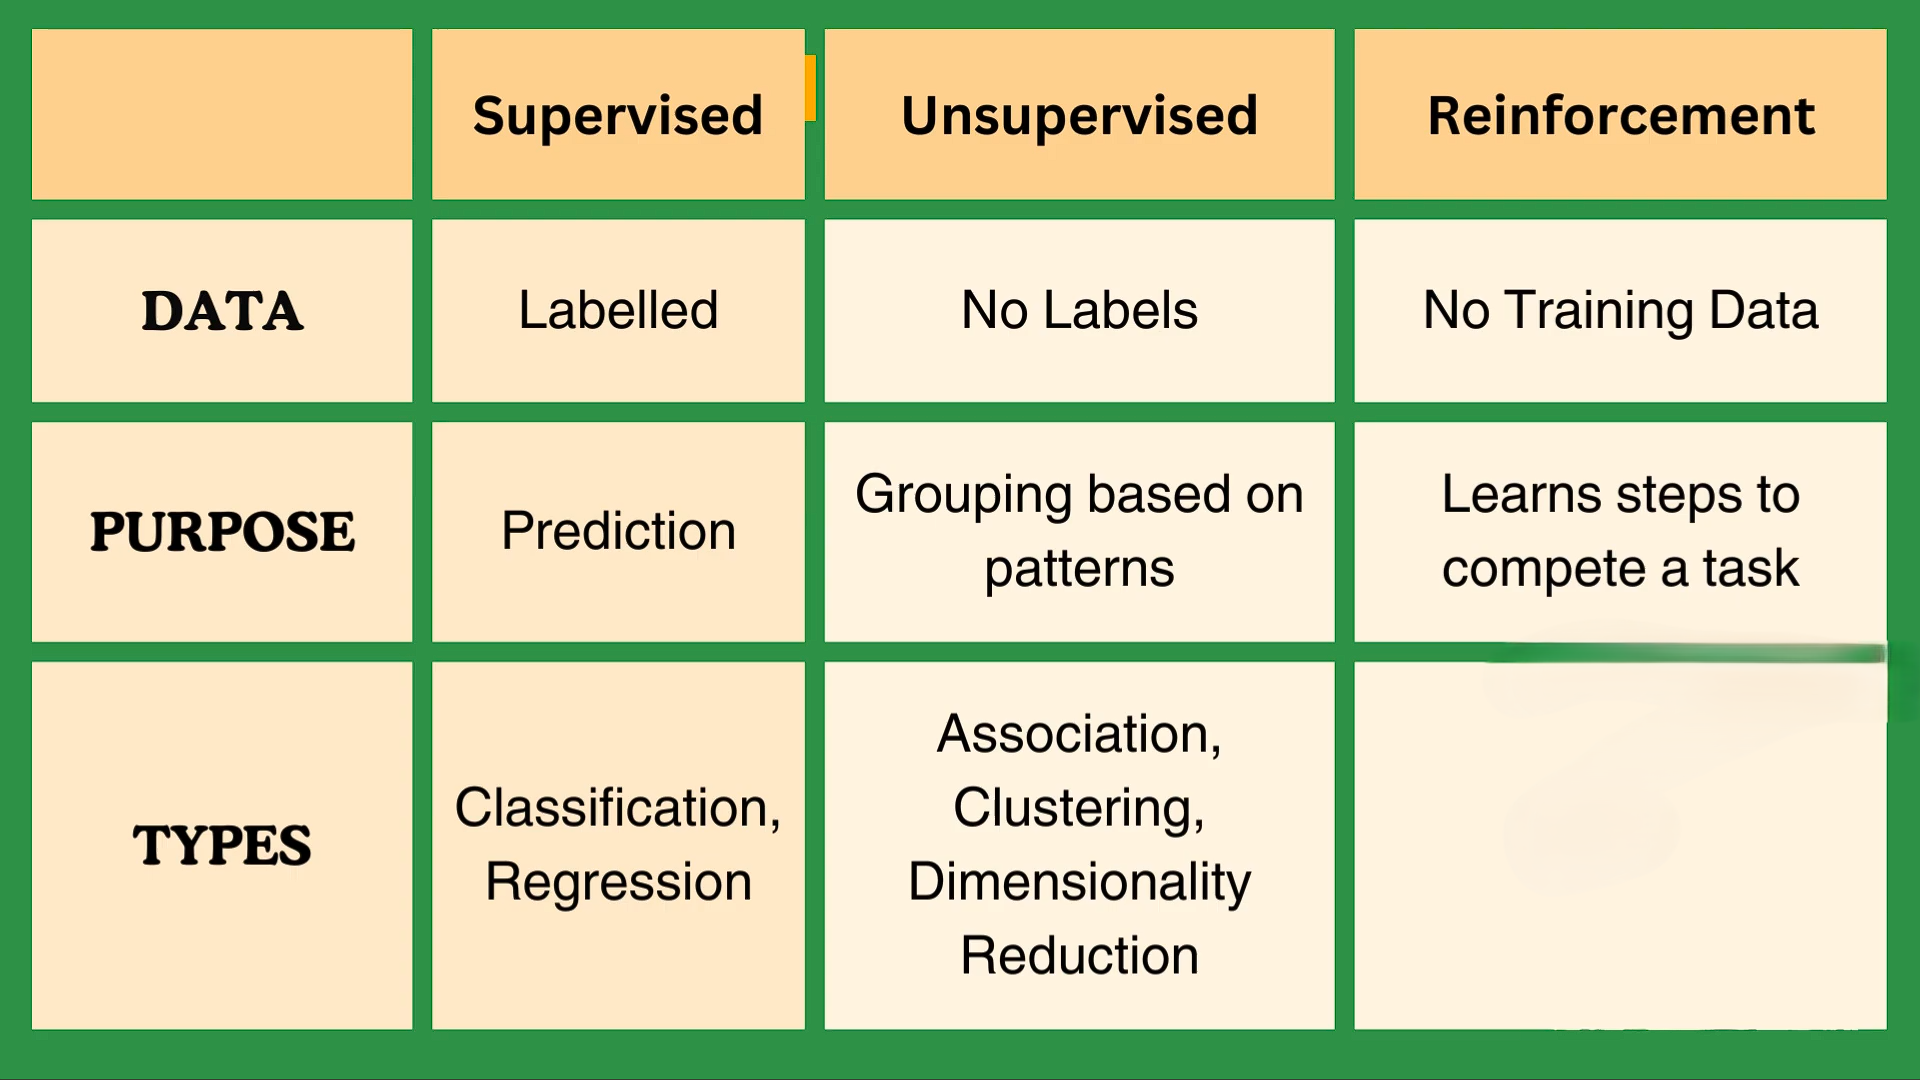 Supervised
Unsupervised
Reinforcement
DATA
Labelled
No Labels
No Training Data
PURPOSE
Prediction
Grouping based on
patterns
Learns steps to
compete a task
TYPES
Classification,
Regression
Association,
Clustering,
Dimensionality
Reduction